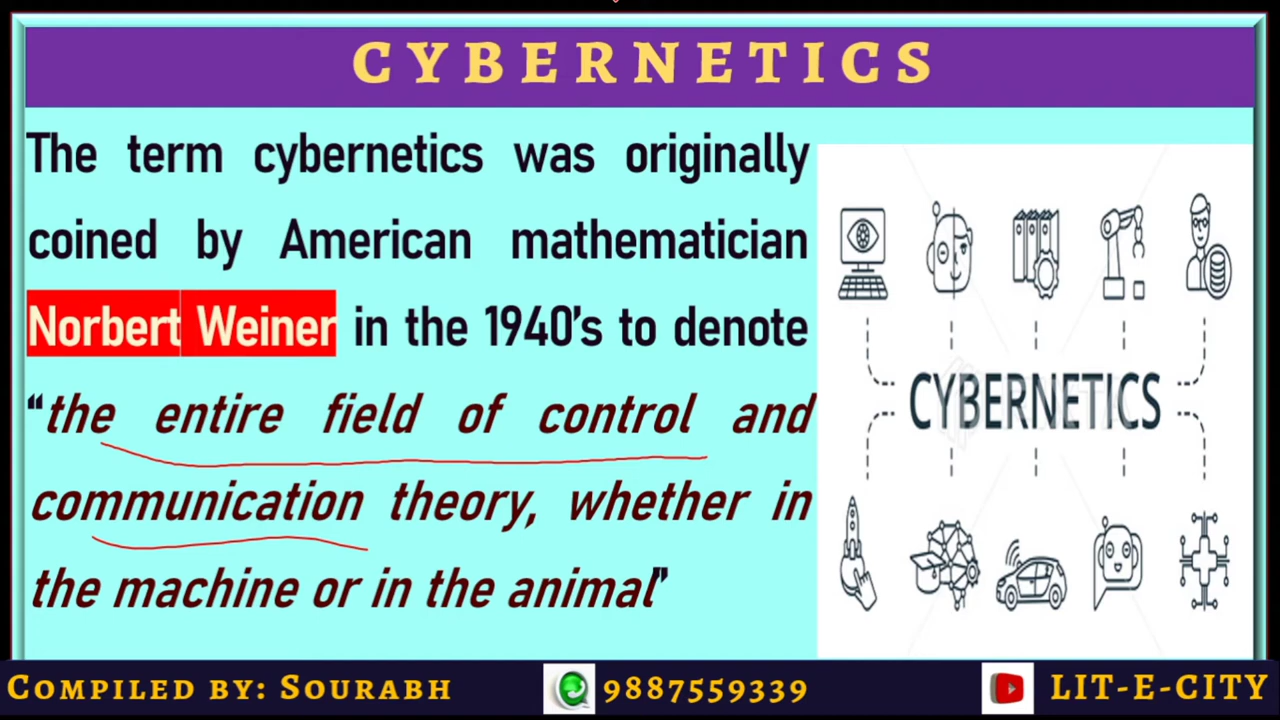 CYBERNETICS
The term cybernetics was originally
coined by American mathematician
Norbert Weiner in the 1940's to denote
“the entire field of control and
communication theory, whether in
the machine or in the animal”
CYBERNETICS
COMPILED BY: SOURABH
9887559339
LIT-E-CITY